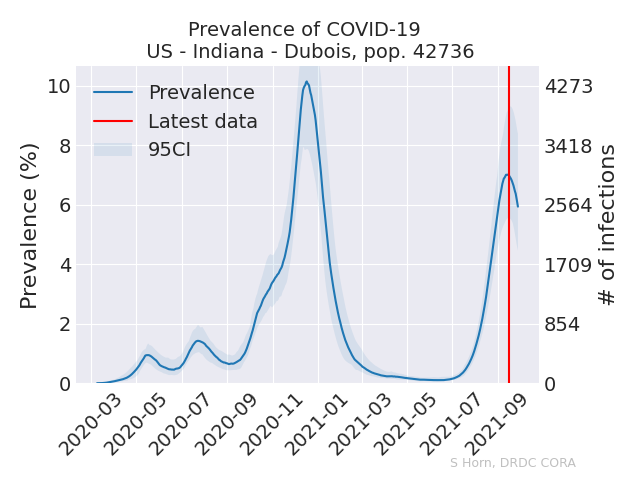 Prevalence of COVID-19
US - Indiana - Dubois, pop. 42736
Prevalence
Latest data
95CI
Prevalence (%)
10
8
6
4
2
0
4273
3418
2564
1709
854
0
# of infections
2020-03
2020-05
2020-07
2020-09
2020-11
2021-01
2021-03
2021-05
2021-07
2021-09
S Horn, DRDC CORA